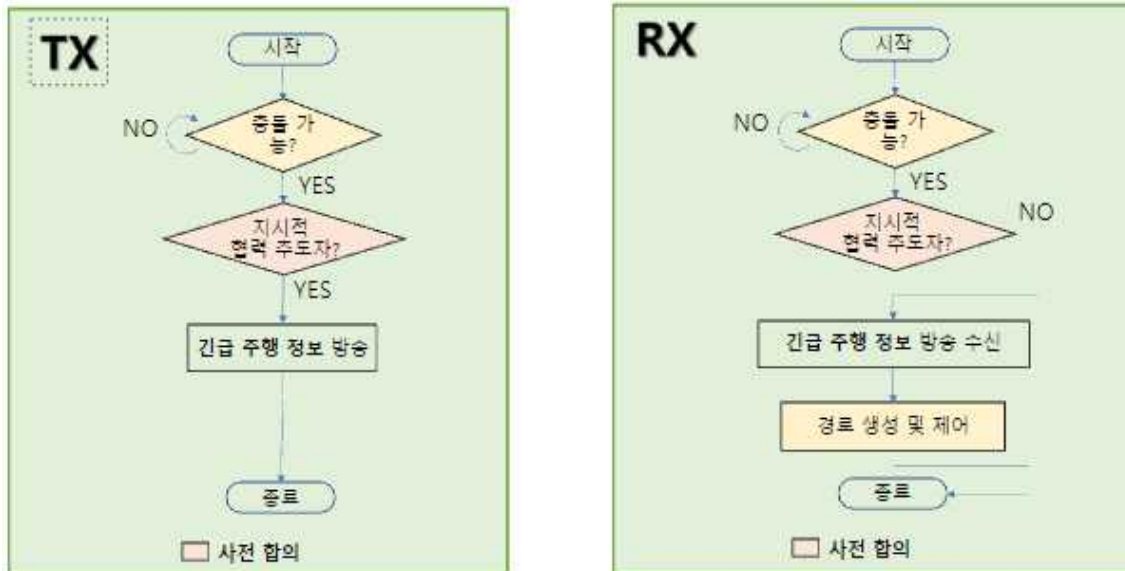 TX
시작
충돌 가
능?
NO
YES
지시적
협력 주도자?
YES
긴급 주행 정보 방송
종료
사전 합의
RX
시작
충돌 가
능?
NO
YES
지시적
협력 주도자?
NO
긴급 주행 정보 방송 수신
경로 생성 및 제어
종료
사전 합의